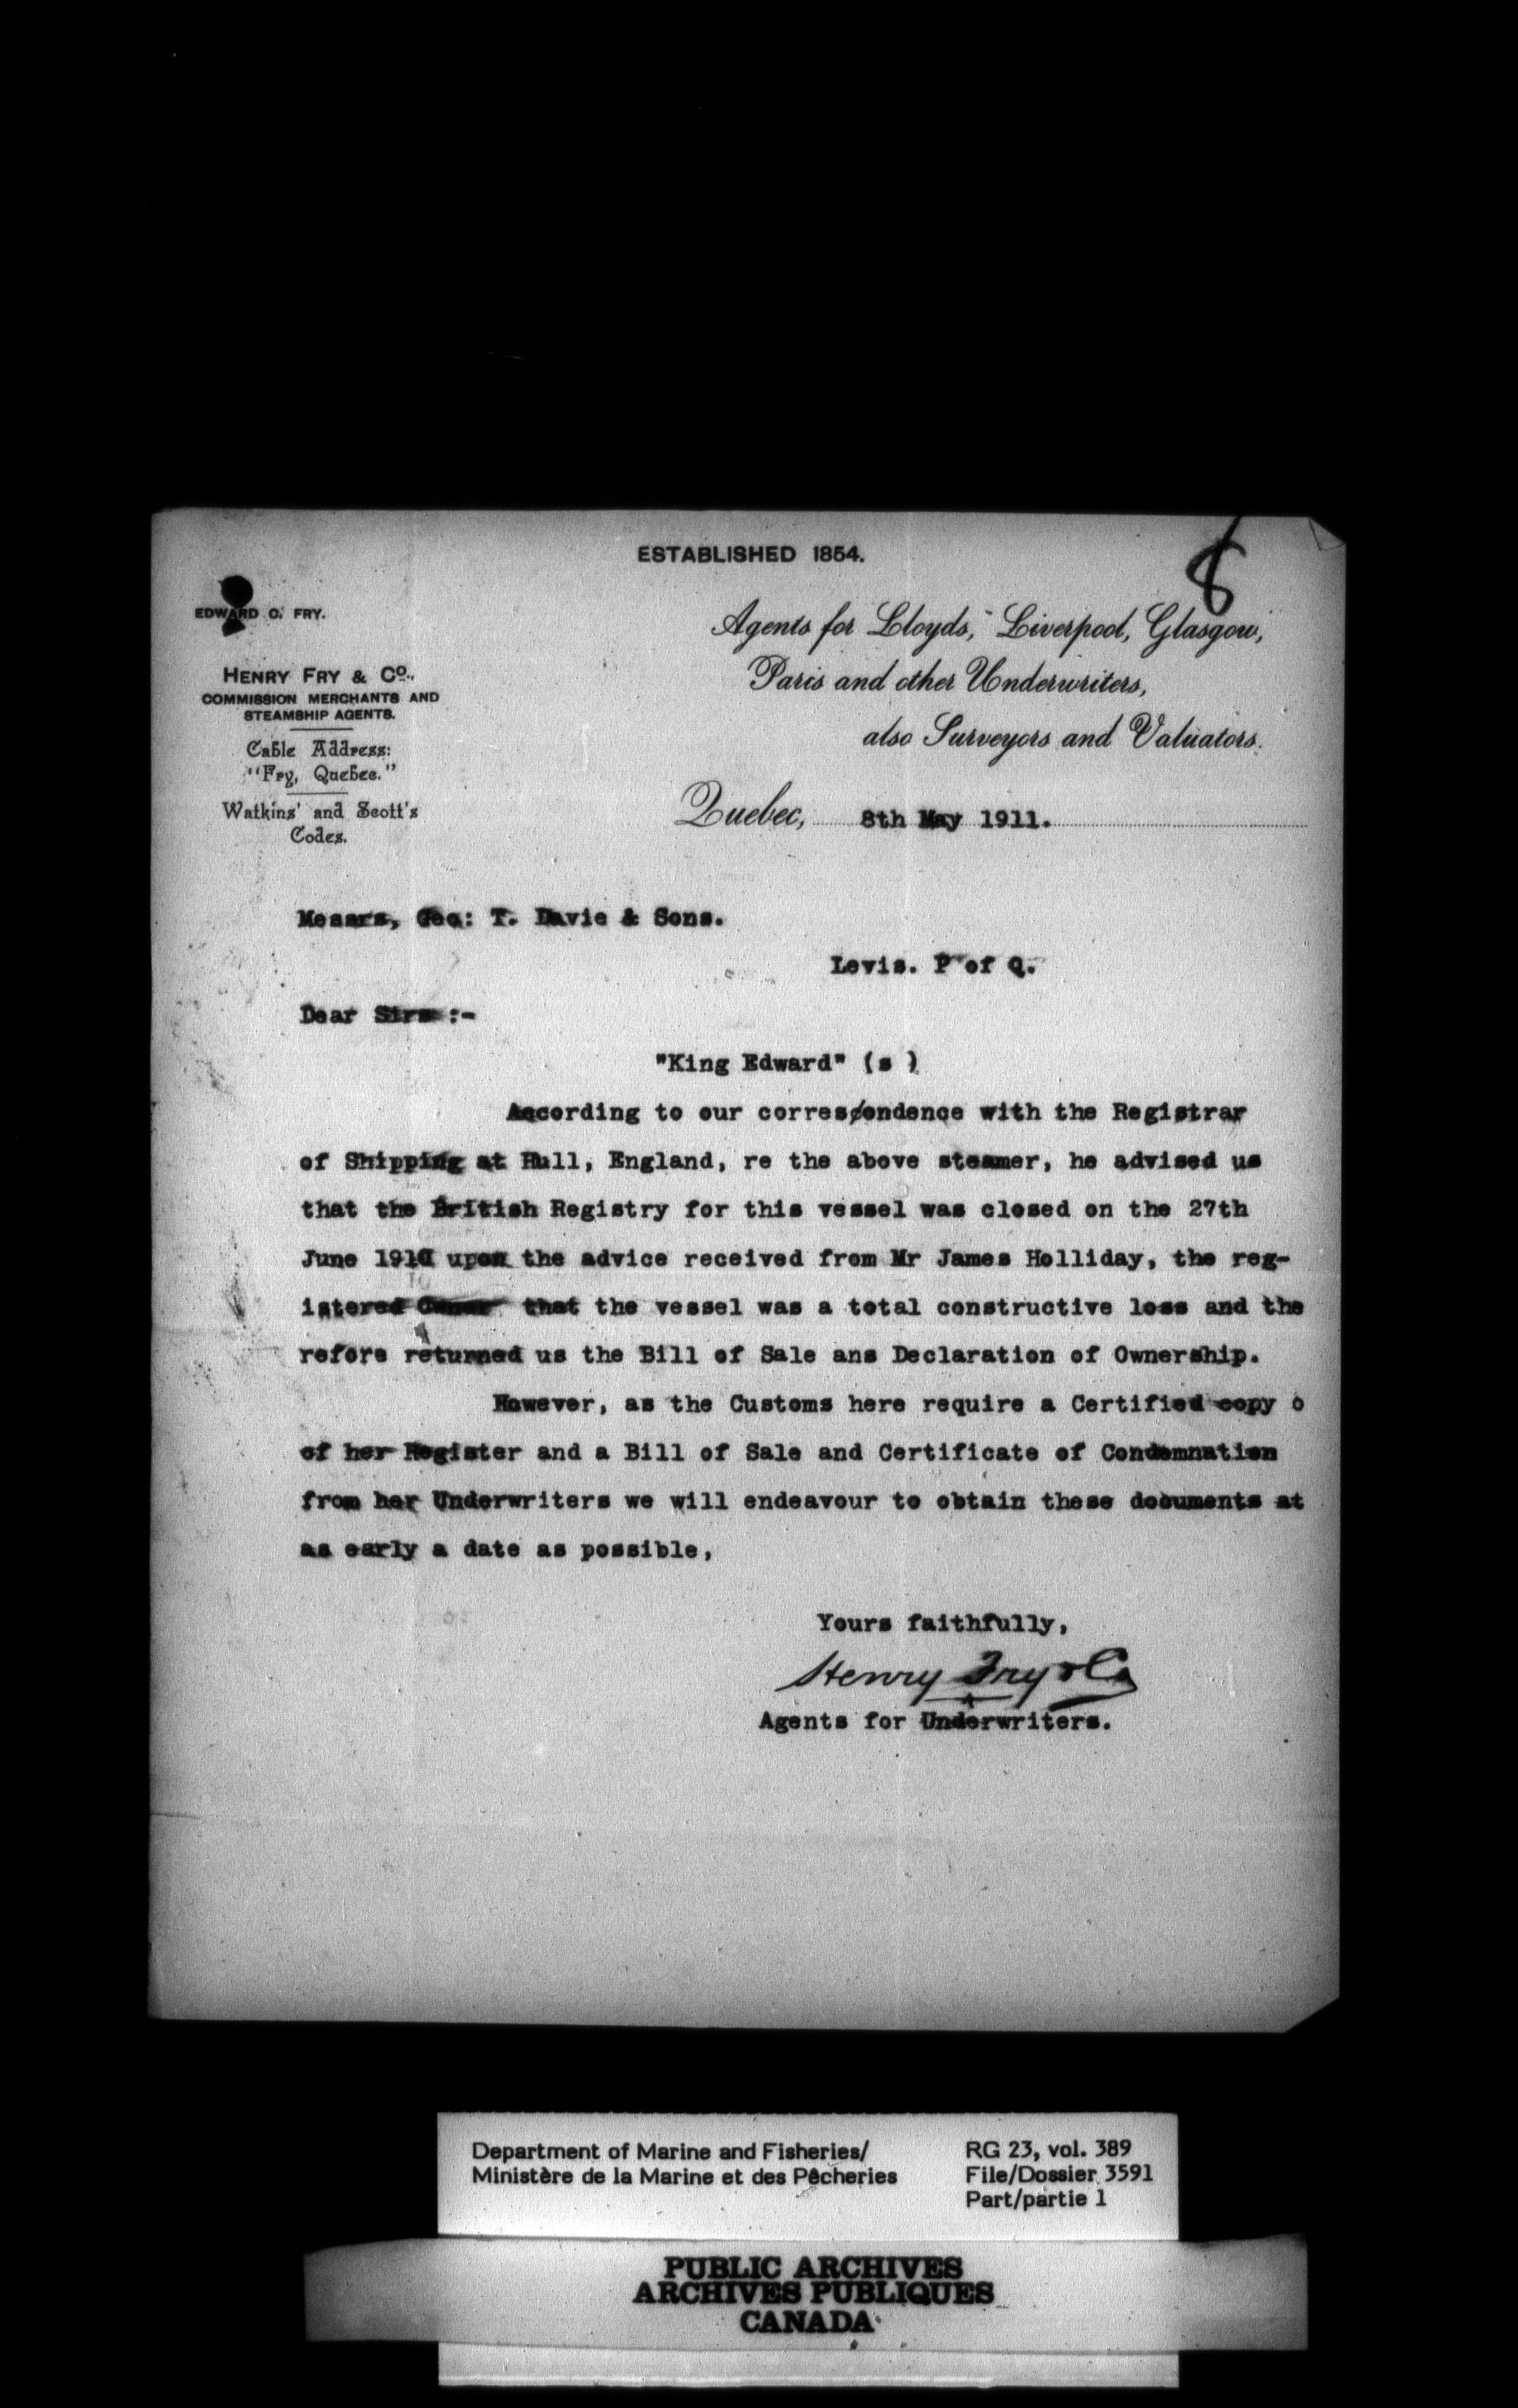 ESTABLISHED 1854.
8
EDWARD C. FRY.
HENRY FRY & Co.,
COMMISSION MERCHANTS AND
STEAMSHIP AGENTS.
Cable Address:
"Fry, Quebec."
Watkins' and Scott's
Codes.
Agents for Lloyds, Liverpool, Glasgow,
Paris and other Underwriters,
also Surveyors and Valuators.
Quebec, 8th May 1911.
Messrs, Geo: T. Davie & Sons.
Levis. P of Q.
Dear Sirs :-
"King Edward" (s )
According to our correspondence with the Registrar
of Shipping at Hull, England, re the above steamer, he advised us
that the British Registry for this vessel was closed on the 27th
June 1910 upon the advice received from Mr James Holliday, the reg-
istered Owner that the vessel was a total constructive loss and the
refore returned us the Bill of Sale ans Declaration of Ownership.
However, as the Customs here require a Certified copy o
of her Register and a Bill of Sale and Certificate of Condemnation
from her Underwriters we will endeavour to obtain these documents at
as early a date as possible,
Yours faithfully,
Henry Fry & Co
Agents for Underwriters.
Department of Marine and Fisheries/
Ministère de la Marine et des Pêcheries
RG 23, vol. 389
File/Dossier 3591
Part/partie 1
PUBLIC ARCHIVES
ARCHIVES PUBLIQUES
CANADA